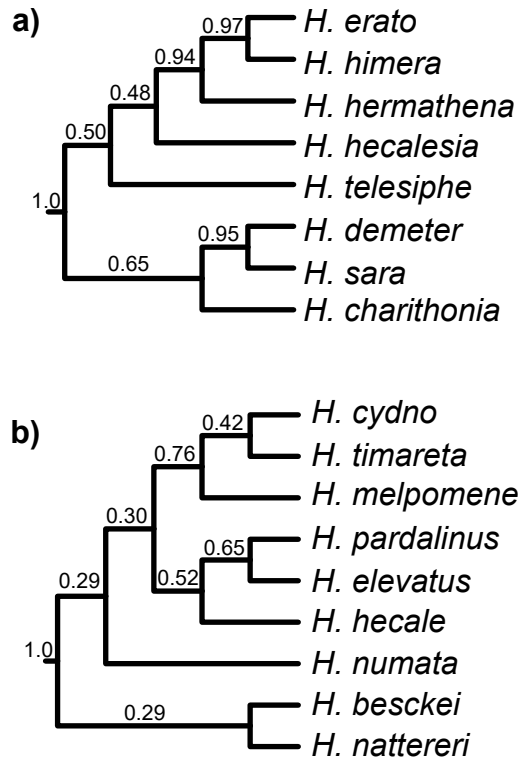 a)
0.97
H. erato
H. himera
0.94
H. hermathena
0.48
H. hecalesia
0.50
H. telesiphe
1.0
0.95
H. demeter
H. sara
0.65
H. charithonia
b)
0.42
H. cydno
H. timareta
0.76
H. melpomene
0.30
0.65
H. pardalinus
H. elevatus
0.52
H. hecale
0.29
H. numata
1.0
H. besckei
0.29
H. nattereri